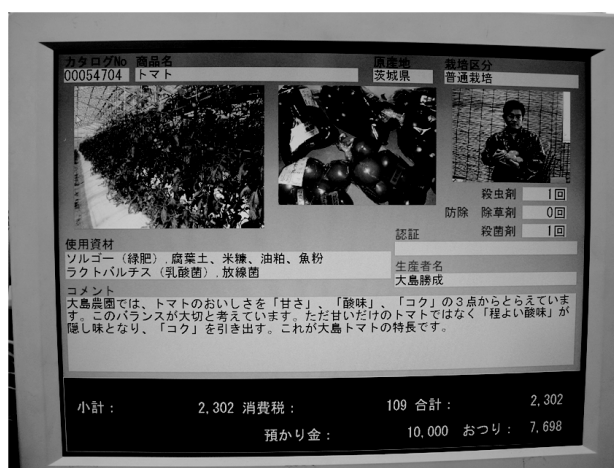 カタログNo 商品名 原産地 栽培区分
00054704 トマト 茨城県 普通栽培
殺虫剤 1回
防除 除草剤 0回
殺菌剤 1回
使用資材
ソルゴー（緑肥）.腐葉土、米糠、油粕、魚粉
ラクトバルチス（乳酸菌）.放線菌
認証
生産者名
大島勝成
コメント
大島農園では、トマトのおいしさを「甘さ」、「酸味」、「コク」の３点からとらえていま
す。このバランスが大切と考えています。ただ甘いだけのトマトではなく「程よい酸味」が
隠し味となり、「コク」を引き出す。これが大島トマトの特長です。
小計： 2,302 消費税： 109 合計： 2,302
預かり金： 10,000 おつり： 7,698